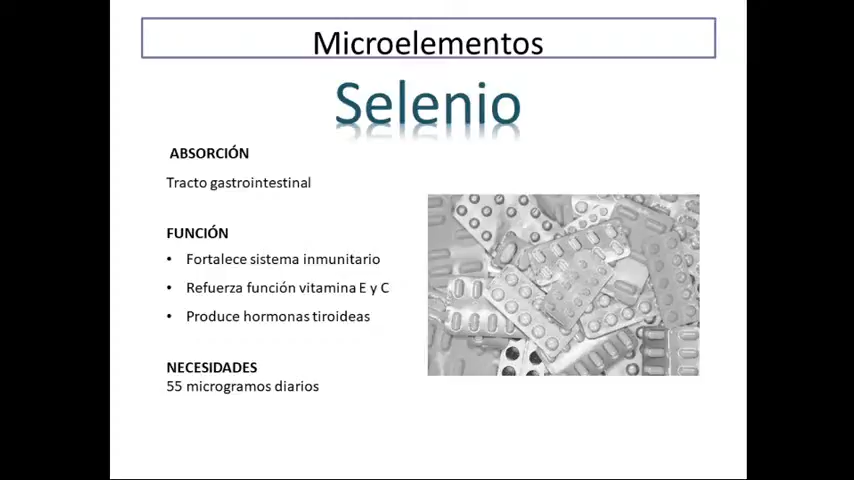 Microelementos
Selenio
ABSORCIÓN
Tracto gastrointestinal
FUNCIÓN
• Fortalece sistema inmunitario
• Refuerza función vitamina E y C
• Produce hormonas tiroideas
NECESIDADES
55 microgramos diarios